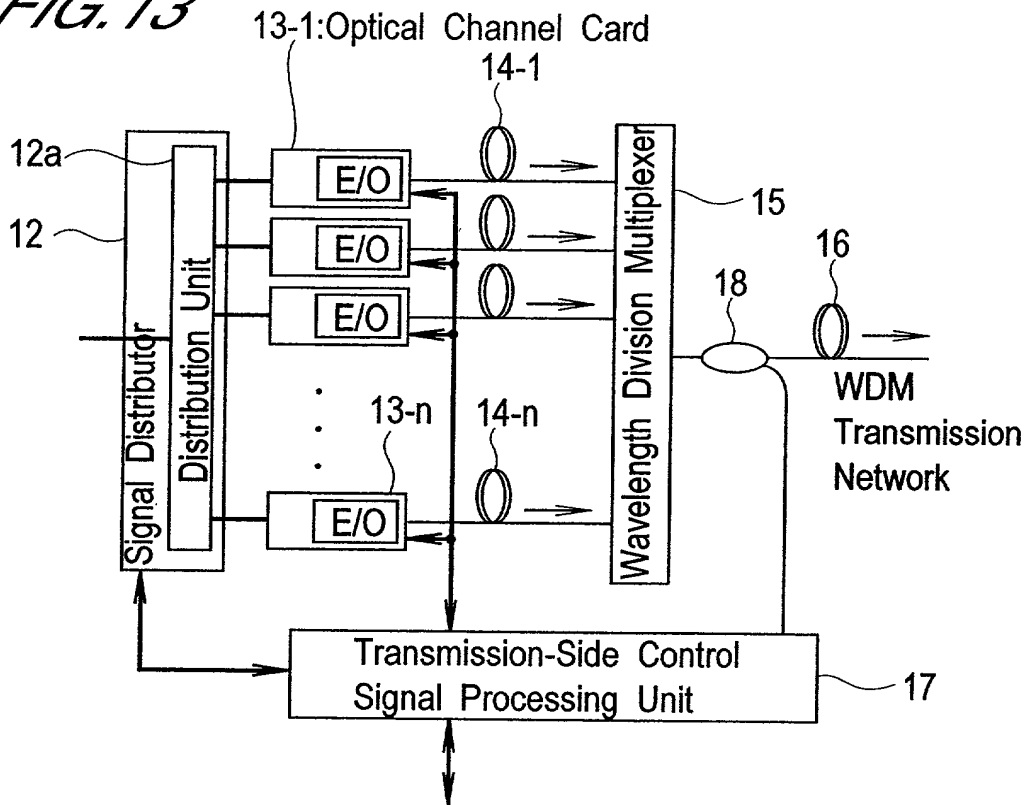 FIG. 13
13-1:Optical Channel Card
14-1
12a
12
Signal Distributor
Distribution Unit
E/O
E/O
E/O
13-n
E/O
14-n
Wavelength Division Multiplexer
15
18
16
WDM
Transmission
Network
Transmission-Side Control
Signal Processing Unit
17